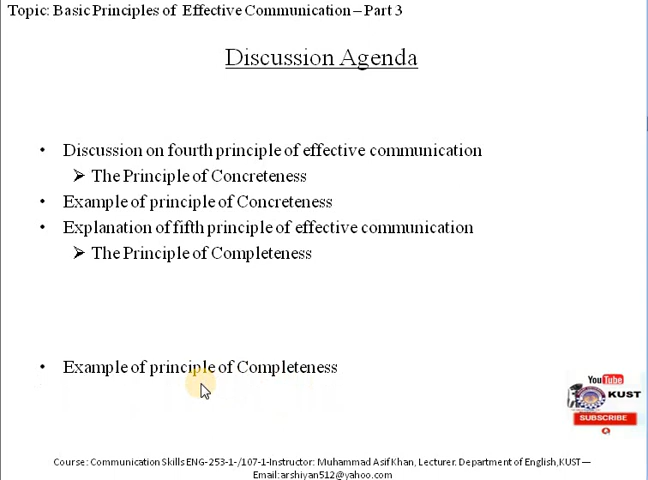 Topic: Basic Principles of Effective Communication – Part 3
Discussion Agenda
• Discussion on fourth principle of effective communication
➢ The Principle of Concreteness
• Example of principle of Concreteness
• Explanation of fifth principle of effective communication
➢ The Principle of Completeness
• Example of principle of Completeness
YouTube
KUST
SUBSCRIBE
Course: Communication Skills ENG-253-1-/107-1-Instructor: Muhammad Asif Khan, Lecturer. Department of English,KUST—
Email:arshiyan512@yahoo.com